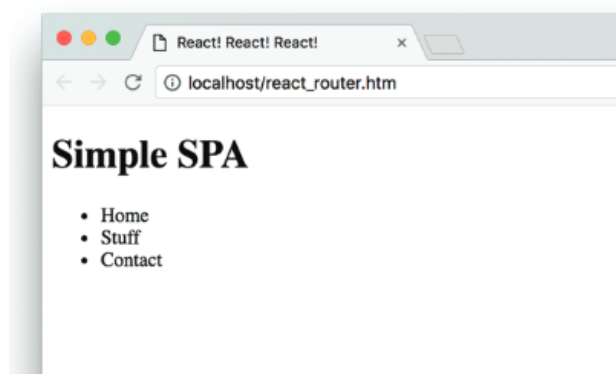 React! React! React!
localhost/react_router.htm
Simple SPA
Home
Stuff
Contact